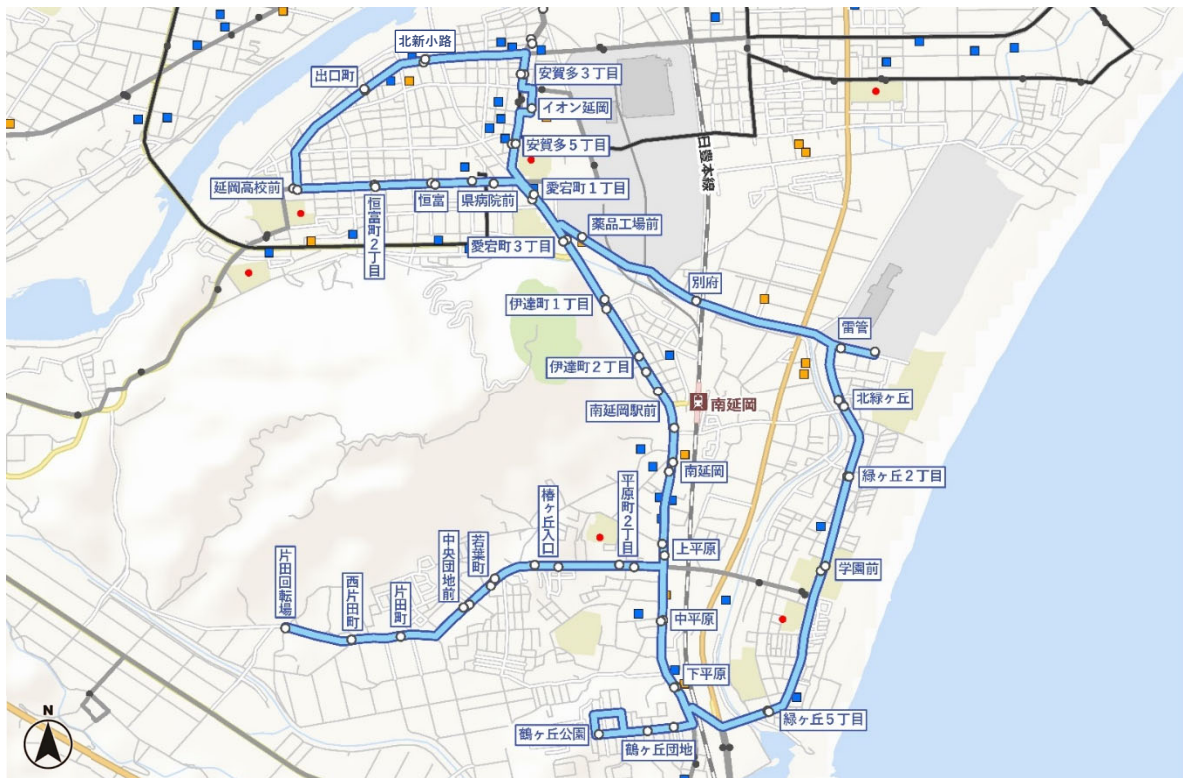 北新小路
出口町
安賀多3丁目
イオン延岡
安賀多5丁目
日豊本線
延岡高校前
恒富町2丁目
恒富
県病院前
愛宕町1丁目
薬品工場前
愛宕町3丁目
別府
伊達町1丁目
雷管
伊達町2丁目
南延岡駅前
南延岡
北緑ヶ丘
南延岡
緑ヶ丘2丁目
平原町2丁目
椿ヶ丘入口
上平原
若葉町
中央団地前
学園前
片田回転場
西片田町
片田町
中平原
下平原
緑ヶ丘5丁目
鶴ヶ丘公園
鶴ヶ丘団地
N